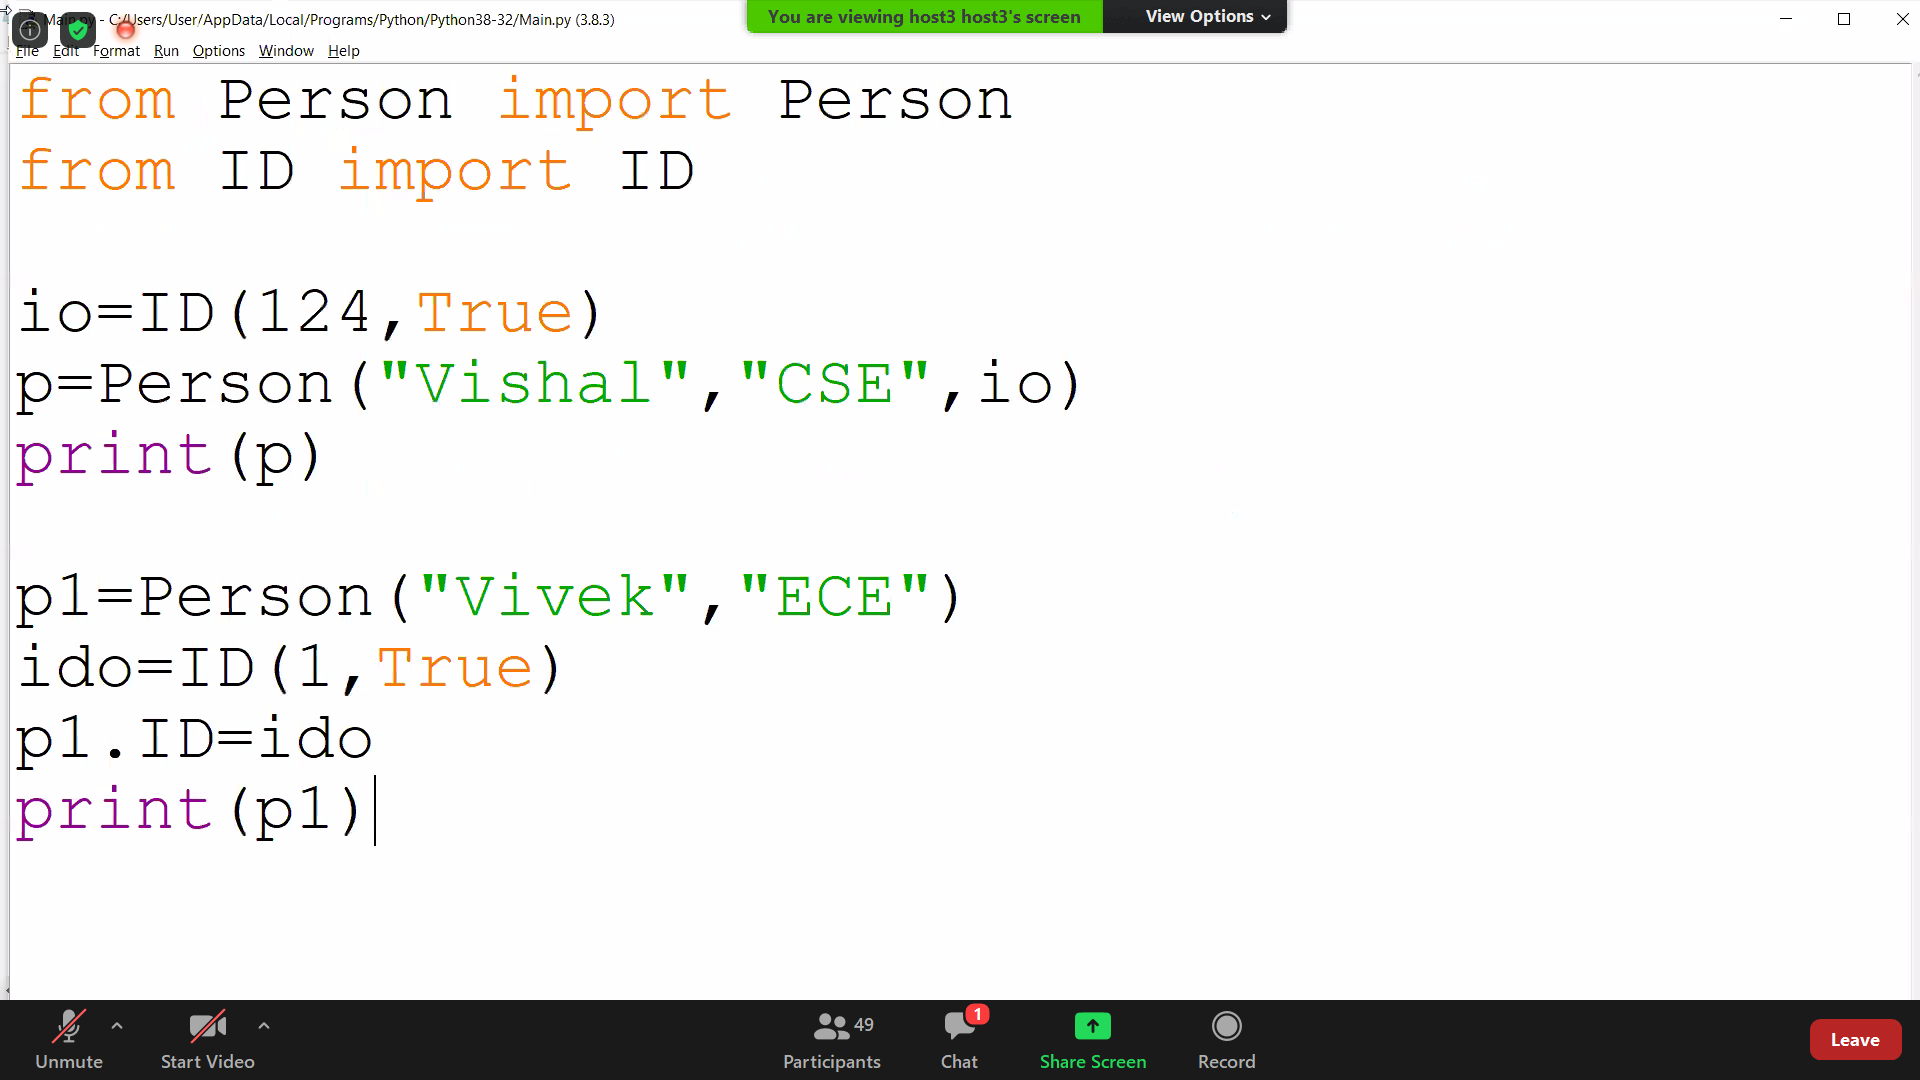 Main.py - C:/Users/User/AppData/Local/Programs/Python/Python38-32/Main.py (3.8.3)
You are viewing host3 host3's screen View Options
File Edit Format Run Options Window Help
from Person import Person
from ID import ID
io=ID(124,True)
p=Person("Vishal","CSE",io)
print(p)
p1=Person("Vivek","ECE")
ido=ID(1,True)
p1.ID=ido
print(p1)
49
1
Unmute Start Video Participants Chat Share Screen Record Leave